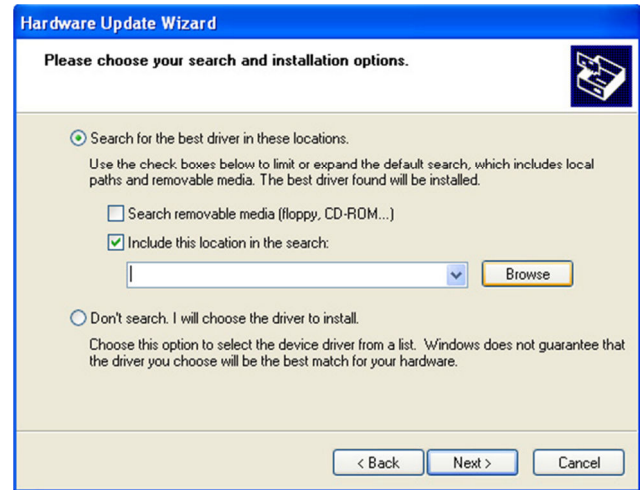 Hardware Update Wizard
Please choose your search and installation options.
Search for the best driver in these locations.
Use the check boxes below to limit or expand the default search, which includes local
paths and removable media. The best driver found will be installed.
Search removable media (floppy, CD-ROM...)
Include this location in the search:
Browse
Don't search. I will choose the driver to install.
Choose this option to select the device driver from a list. Windows does not guarantee that
the driver you choose will be the best match for your hardware.
< Back Next > Cancel